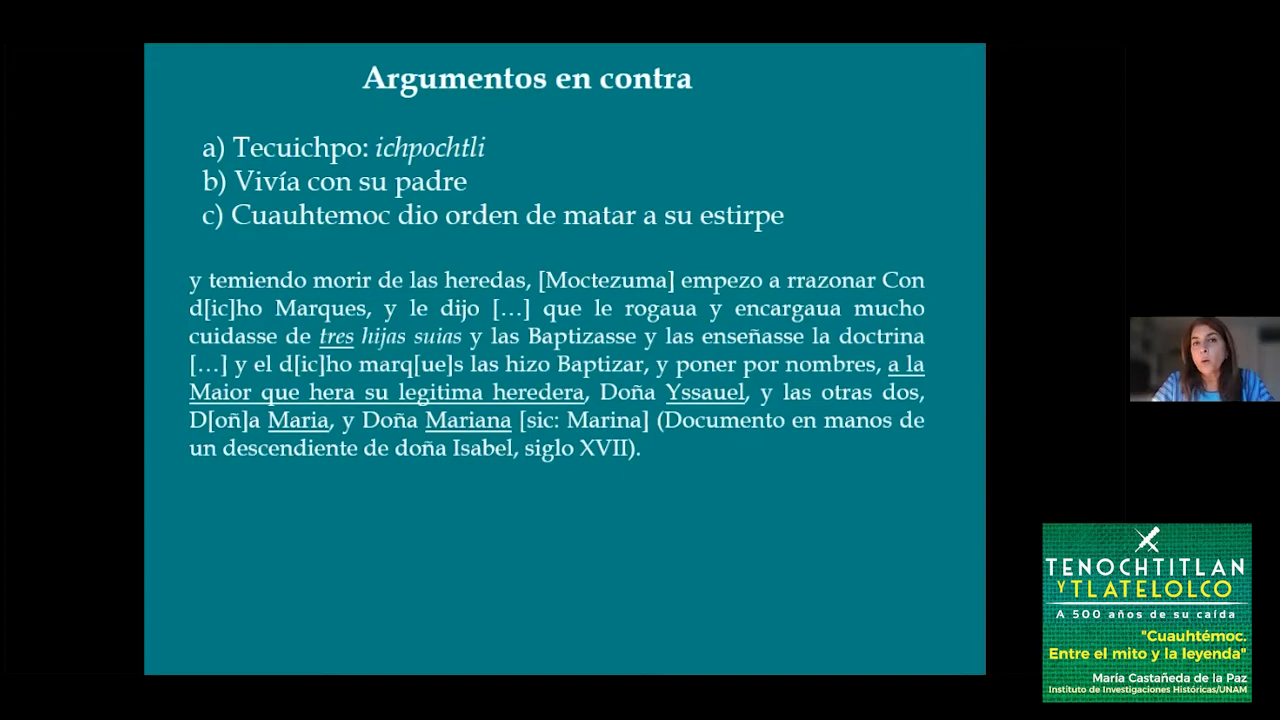 Argumentos en contra
a) Tecuichpo: ichpochtli
b) Vivía con su padre
c) Cuauhtemoc dio orden de matar a su estirpe
y temiendo morir de las heredas, [Moctezuma] empezo a rrazonar Con
d[ic]ho Marques, y le dijo […] que le rogaua y encargaua mucho
cuidasse de tres hijas suias y las Baptizasse y las enseñasse la doctrina
[…] y el d[ic]ho marq[ue]s las hizo Baptizar, y poner por nombres, a la
Maior que hera su legitima heredera, Doña Yssauel, y las otras dos,
D[oñ]a Maria, y Doña Mariana [sic: Marina] (Documento en manos de
un descendiente de doña Isabel, siglo XVII).
TENOCHTITLAN
Y TLATELOLCO
A 500 años de su caída
"Cuauhtémoc.
Entre el mito y la leyenda"
María Castañeda de la Paz
Instituto de Investigaciones Históricas/UNAM